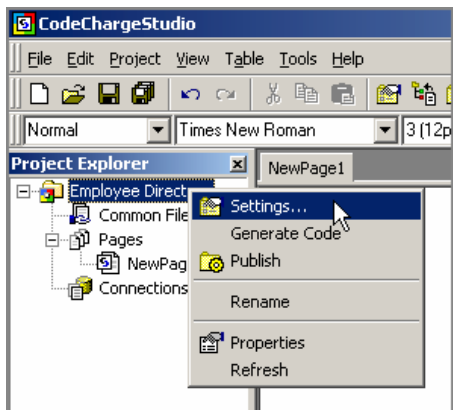 CodeChargeStudio
File Edit Project View Table Tools Help
Normal Times New Roman 3 (12p
Project Explorer NewPage1
Employee Direct
Settings...
Common File
Generate Code
Pages
Publish
NewPag
Connections
Rename
Properties
Refresh